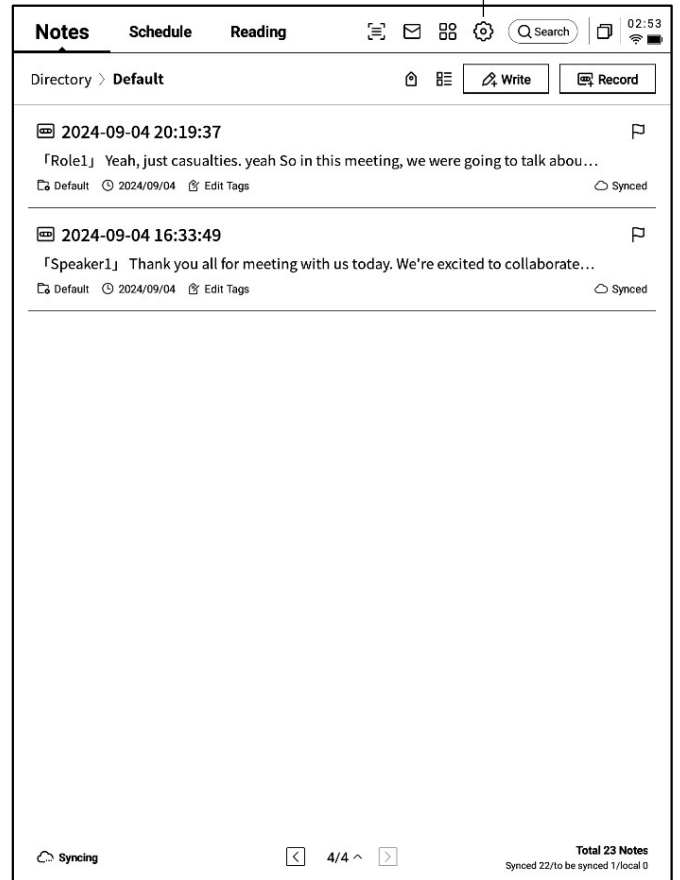 Notes Schedule Reading Search 02:53
Directory > Default Write Record
2024-09-04 20:19:37
「Role1」 Yeah, just casualties. yeah So in this meeting, we were going to talk abou…
Default 2024/09/04 Edit Tags Synced
2024-09-04 16:33:49
「Speaker1」 Thank you all for meeting with us today. We're excited to collaborate…
Default 2024/09/04 Edit Tags Synced
Syncing < 4/4 ^ > Total 23 Notes
Synced 22/to be synced 1/local 0